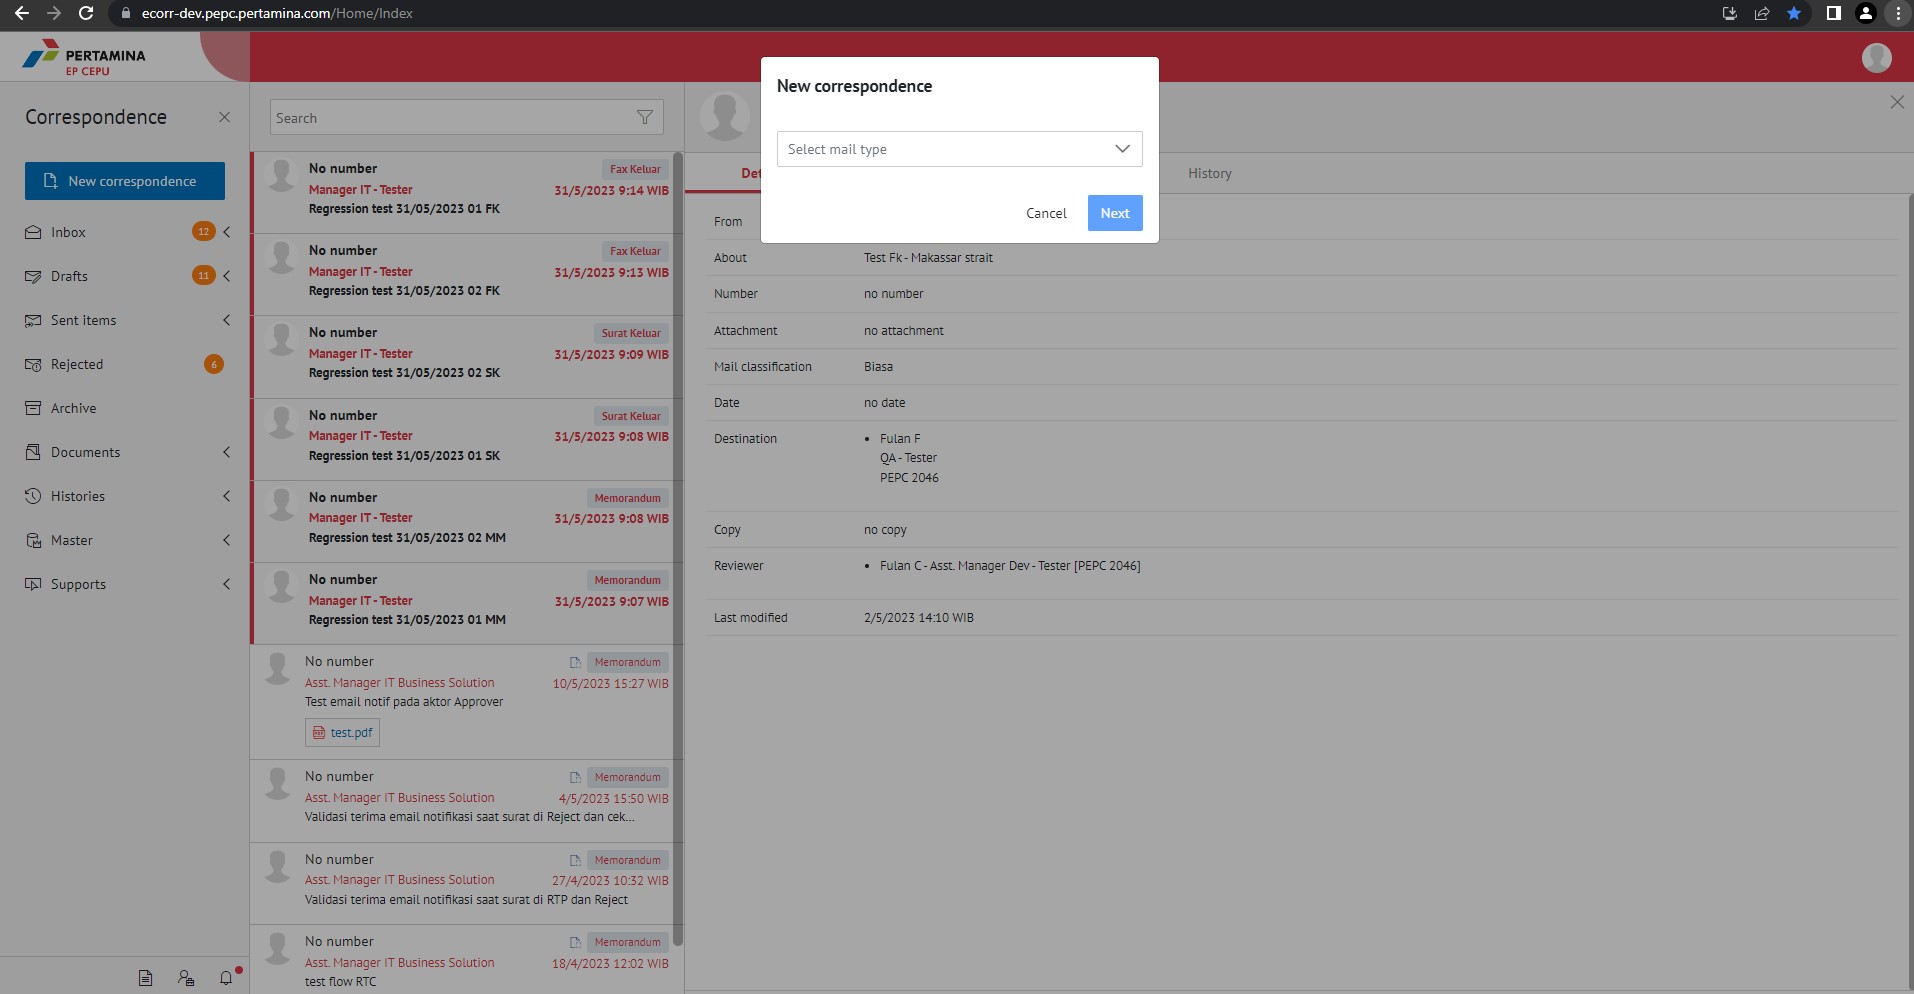 ecorr-dev.pepc.pertamina.com/Home/Index
PERTAMINA
EP CEPU
Correspondence
New correspondence
Inbox 12
Drafts 11
Sent items
Rejected 6
Archive
Documents
Histories
Master
Supports
Search
No number Fax Keluar
Manager IT - Tester 31/5/2023 9:14 WIB
Regression test 31/05/2023 01 FK
No number Fax Keluar
Manager IT - Tester 31/5/2023 9:13 WIB
Regression test 31/05/2023 02 FK
No number Surat Keluar
Manager IT - Tester 31/5/2023 9:09 WIB
Regression test 31/05/2023 02 SK
No number Surat Keluar
Manager IT - Tester 31/5/2023 9:08 WIB
Regression test 31/05/2023 01 SK
No number Memorandum
Manager IT - Tester 31/5/2023 9:08 WIB
Regression test 31/05/2023 02 MM
No number Memorandum
Manager IT - Tester 31/5/2023 9:07 WIB
Regression test 31/05/2023 01 MM
No number Memorandum
Asst. Manager IT Business Solution 10/5/2023 15:27 WIB
Test email notif pada aktor Approver
test.pdf
No number Memorandum
Asst. Manager IT Business Solution 4/5/2023 15:50 WIB
Validasi terima email notifikasi saat surat di Reject dan cek...
No number Memorandum
Asst. Manager IT Business Solution 27/4/2023 10:32 WIB
Validasi terima email notifikasi saat surat di RTP dan Reject
No number Memorandum
Asst. Manager IT Business Solution 18/4/2023 12:02 WIB
test flow RTC
New correspondence
Select mail type
Cancel Next
Det
History
From
About Test Fk - Makassar strait
Number no number
Attachment no attachment
Mail classification Biasa
Date no date
Destination • Fulan F
QA - Tester
PEPC 2046
Copy no copy
Reviewer • Fulan C - Asst. Manager Dev - Tester [PEPC 2046]
Last modified 2/5/2023 14:10 WIB